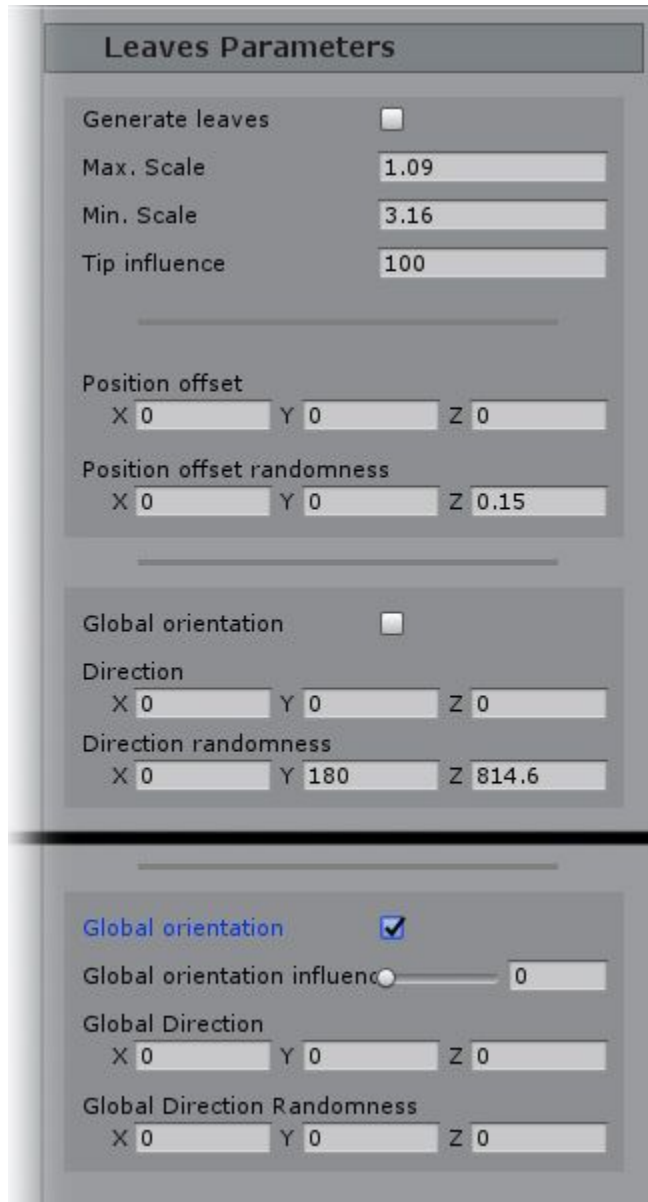 Leaves Parameters
Generate leaves
Max. Scale 1.09
Min. Scale 3.16
Tip influence 100
Position offset
X 0 Y 0 Z 0
Position offset randomness
X 0 Y 0 Z 0.15
Global orientation
Direction
X 0 Y 0 Z 0
Direction randomness
X 0 Y 180 Z 814.6
Global orientation
Global orientation influenc 0
Global Direction
X 0 Y 0 Z 0
Global Direction Randomness
X 0 Y 0 Z 0